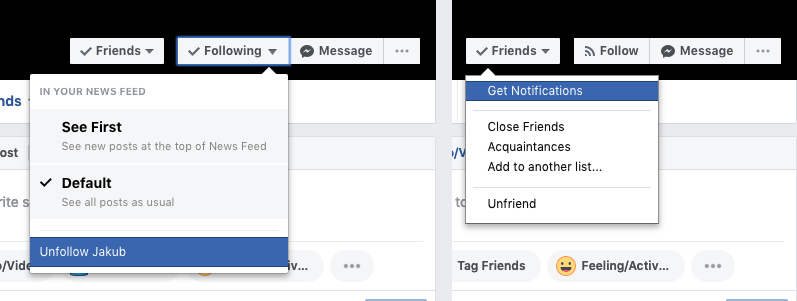 Friends
Following
Message
IN YOUR NEWS FEED
See First
See new posts at the top of News Feed
Default
See all posts as usual
Unfollow Jakub
nds
ost
rite s
o/Vide
iv...
Friends
Follow
Message
Get Notifications
Close Friends
Acquaintances
Add to another list...
Unfriend
o/V
to
Tag Friends
Feeling/Activ...